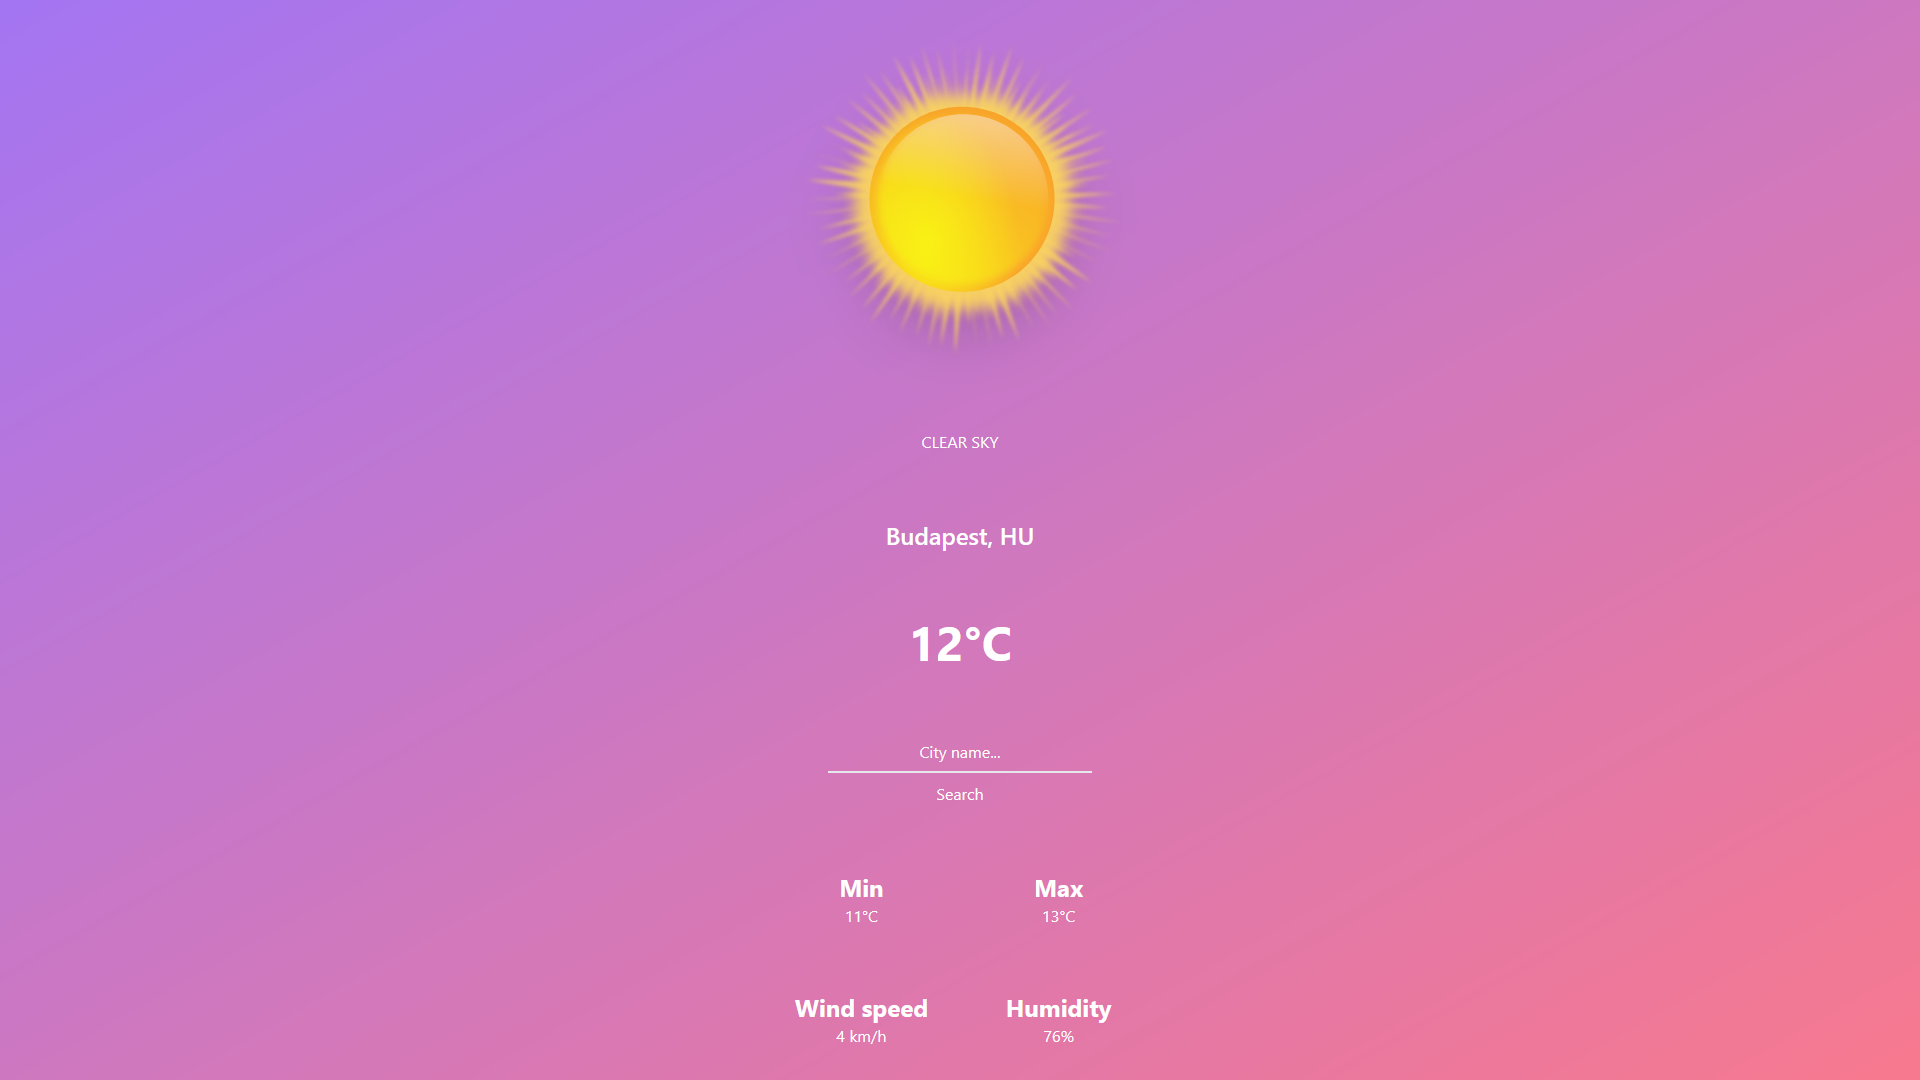 CLEAR SKY
Budapest, HU
12°C
City name...
Search
Min
11°C
Max
13°C
Wind speed
4 km/h
Humidity
76%